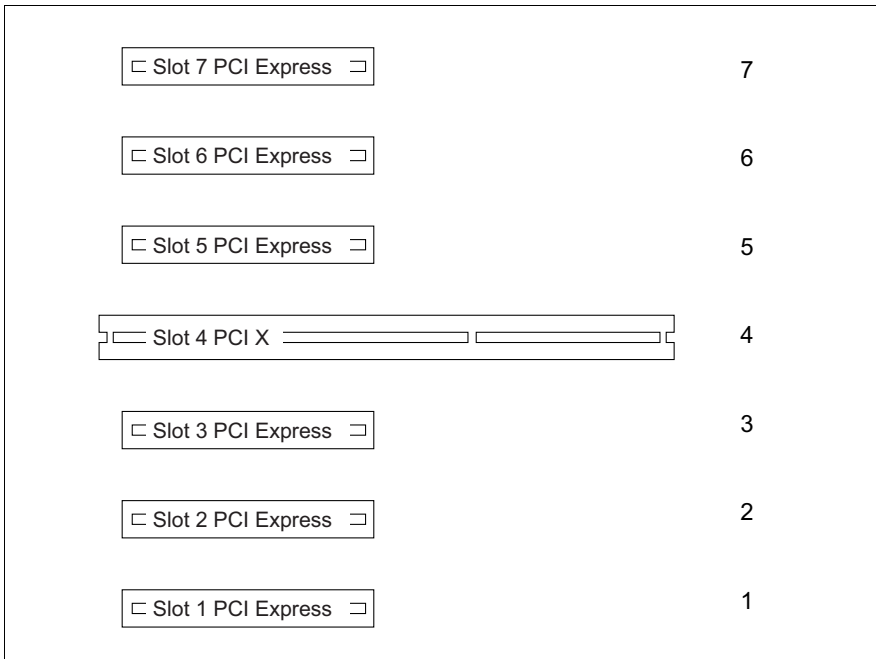 Slot 7 PCI Express 7
Slot 6 PCI Express 6
Slot 5 PCI Express 5
Slot 4 PCI X 4
Slot 3 PCI Express 3
Slot 2 PCI Express 2
Slot 1 PCI Express 1